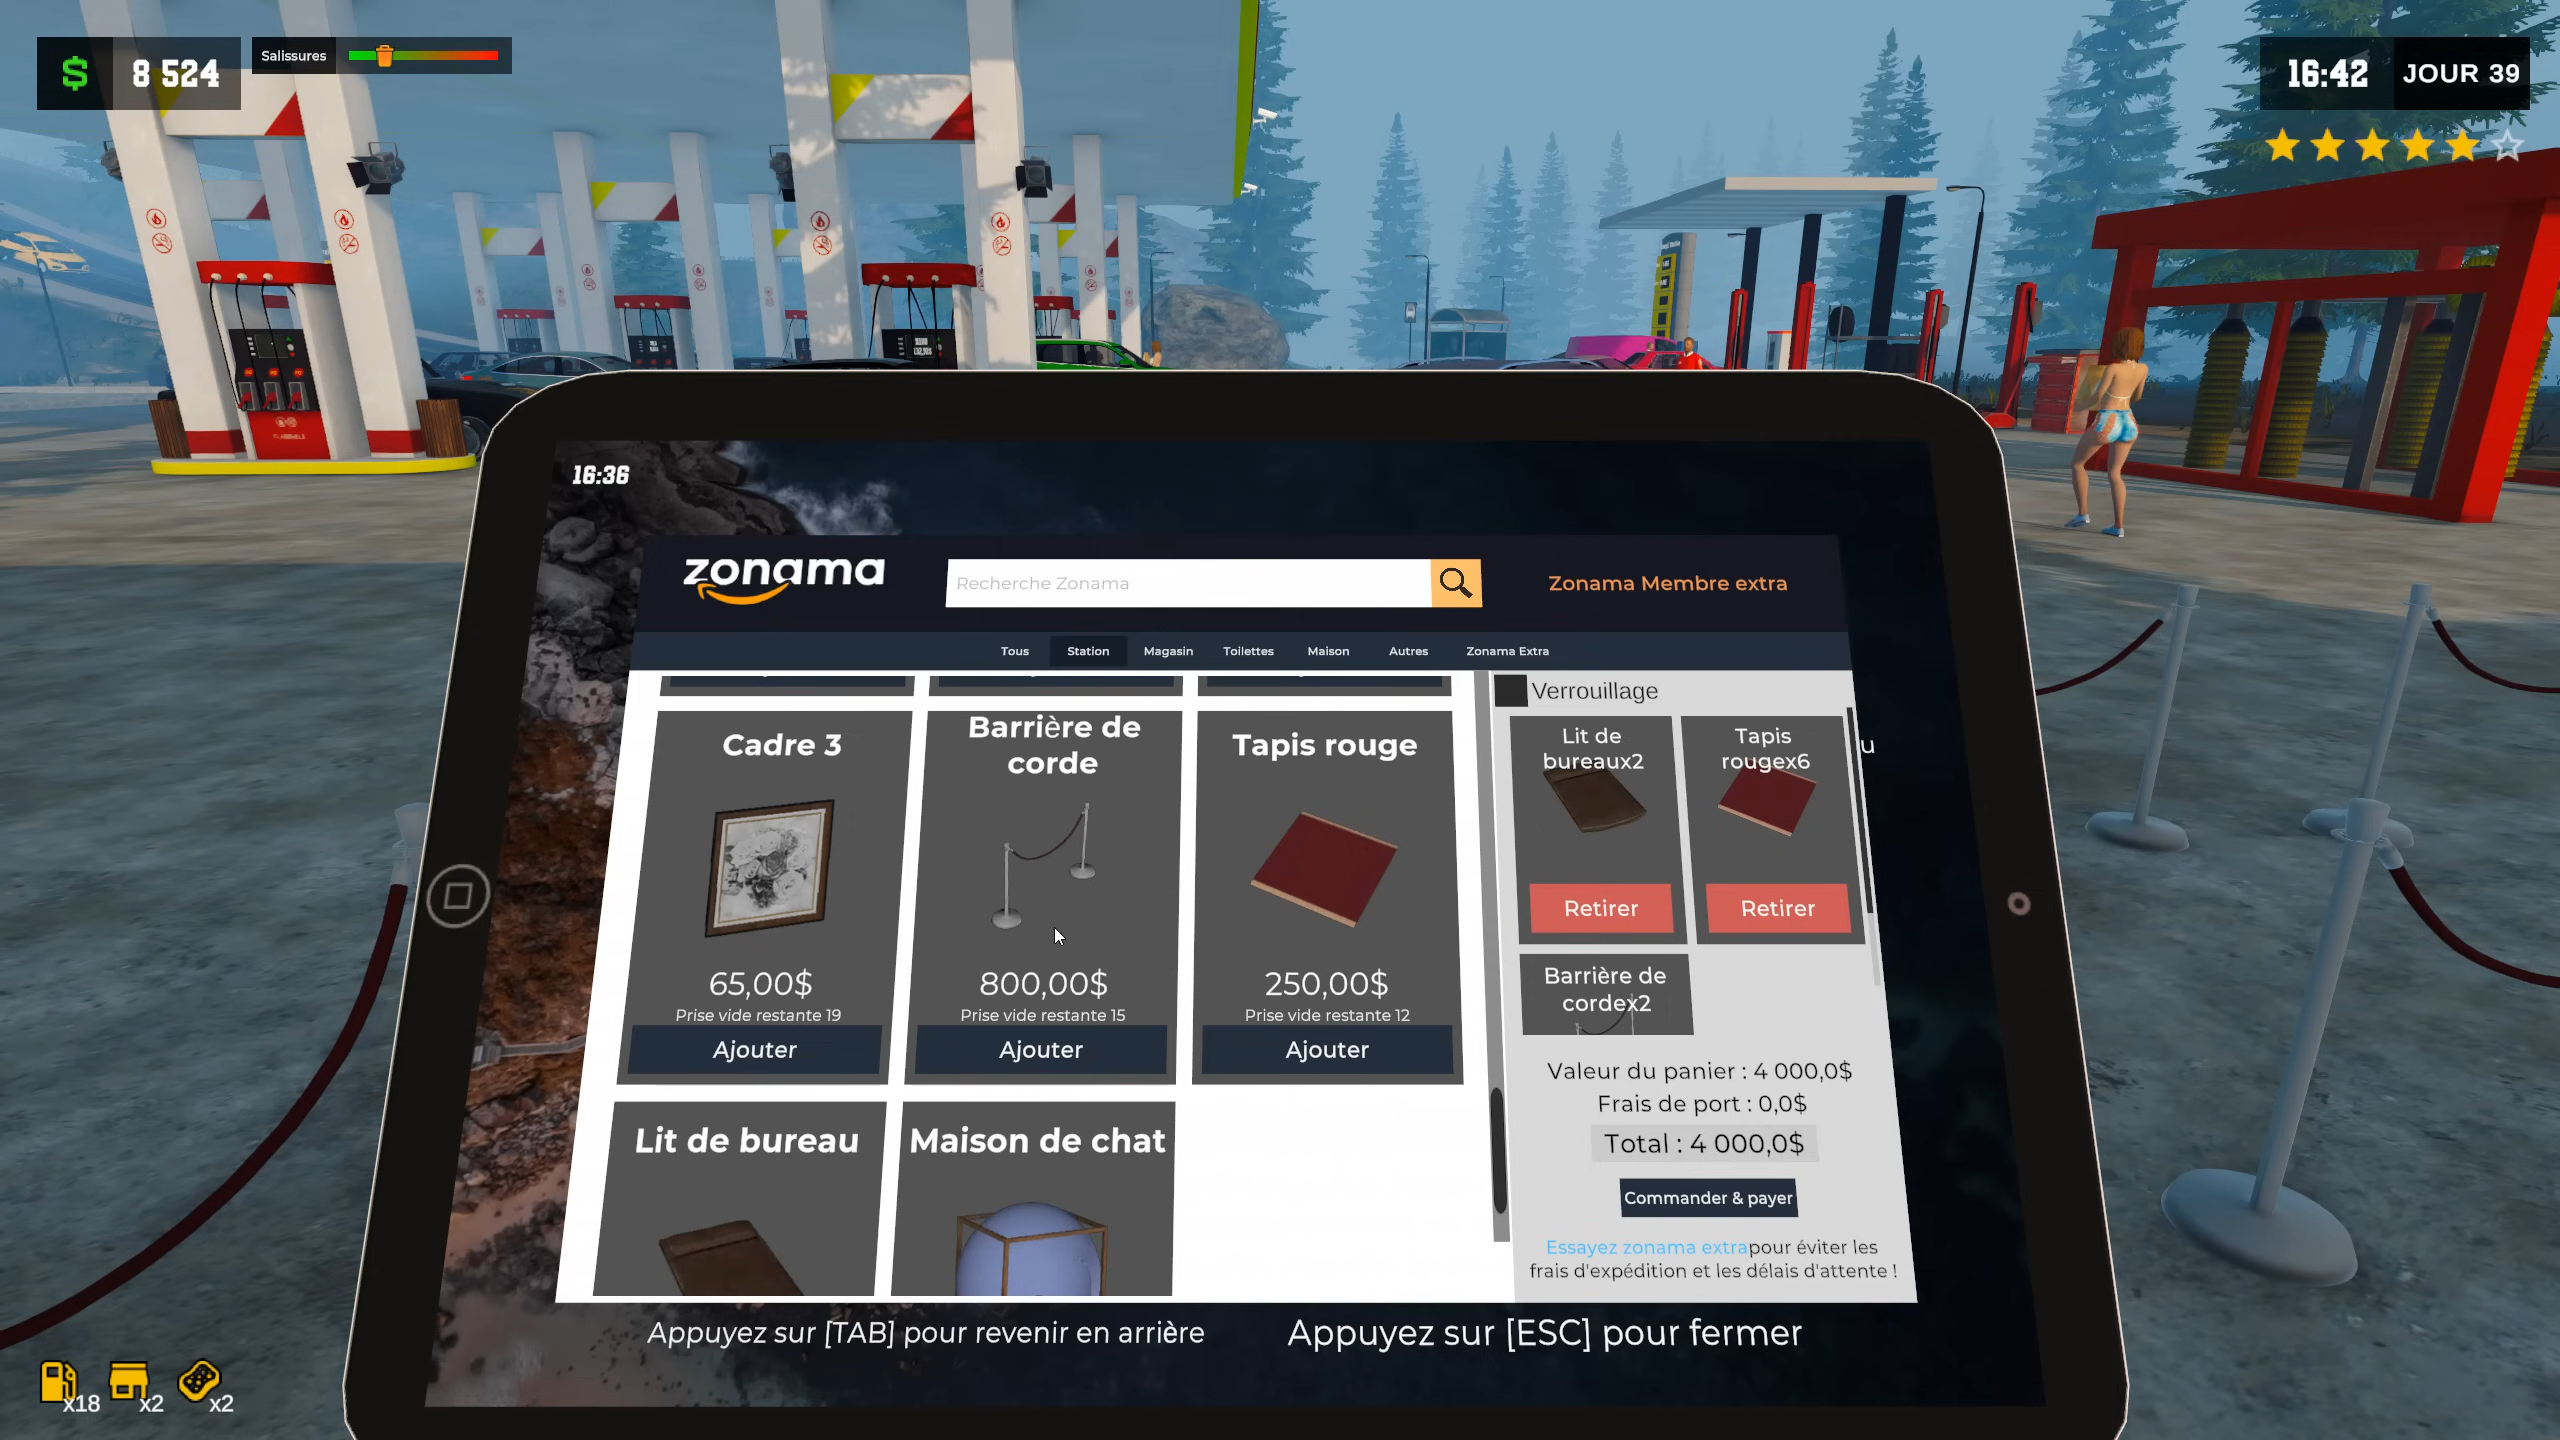 $ 8 524
Salissures
16:42 JOUR 39
16:36
zonama
Recherche Zonama
Zonama Membre extra
Tous Station Magasin Toilettes Maison Autres Zonama Extra
Cadre 3
65,00$
Prise vide restante 19
Ajouter
Barrière de
corde
800,00$
Prise vide restante 15
Ajouter
Tapis rouge
250,00$
Prise vide restante 12
Ajouter
Lit de bureau
Maison de chat
Verrouillage
Lit de
bureaux2
Retirer
Tapis
rougex6
Retirer
u
Barrière de
cordex2
Valeur du panier : 4 000,0$
Frais de port : 0,0$
Total : 4 000,0$
Commander & payer
Essayez zonama extrapour éviter les
frais d'expédition et les délais d'attente !
Appuyez sur [TAB] pour revenir en arrière
Appuyez sur [ESC] pour fermer
x18 x2 x2